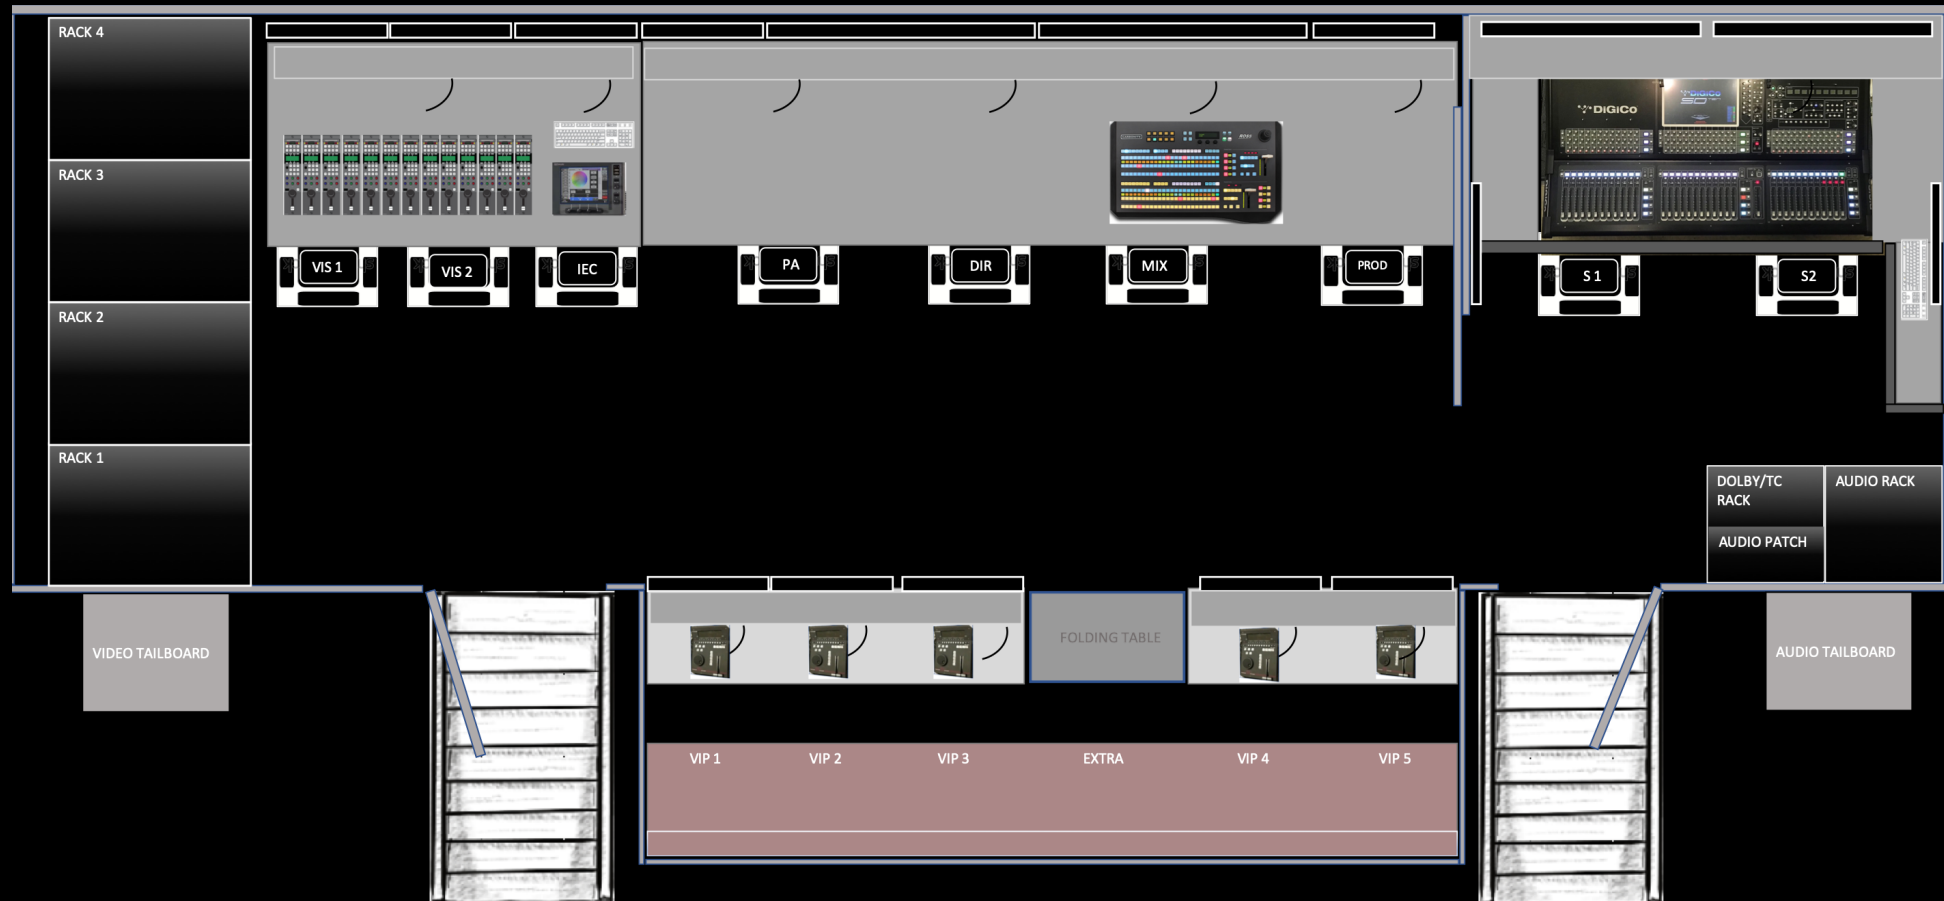 RACK 4
RACK 3
RACK 2
RACK 1
DiGiCo
DiGiCo
VIS 1
VIS 2
IEC
PA
DIR
MIX
PROD
S 1
S2
DOLBY/TC
RACK
AUDIO RACK
AUDIO PATCH
VIDEO TAILBOARD
FOLDING TABLE
AUDIO TAILBOARD
VIP 1
VIP 2
VIP 3
EXTRA
VIP 4
VIP 5